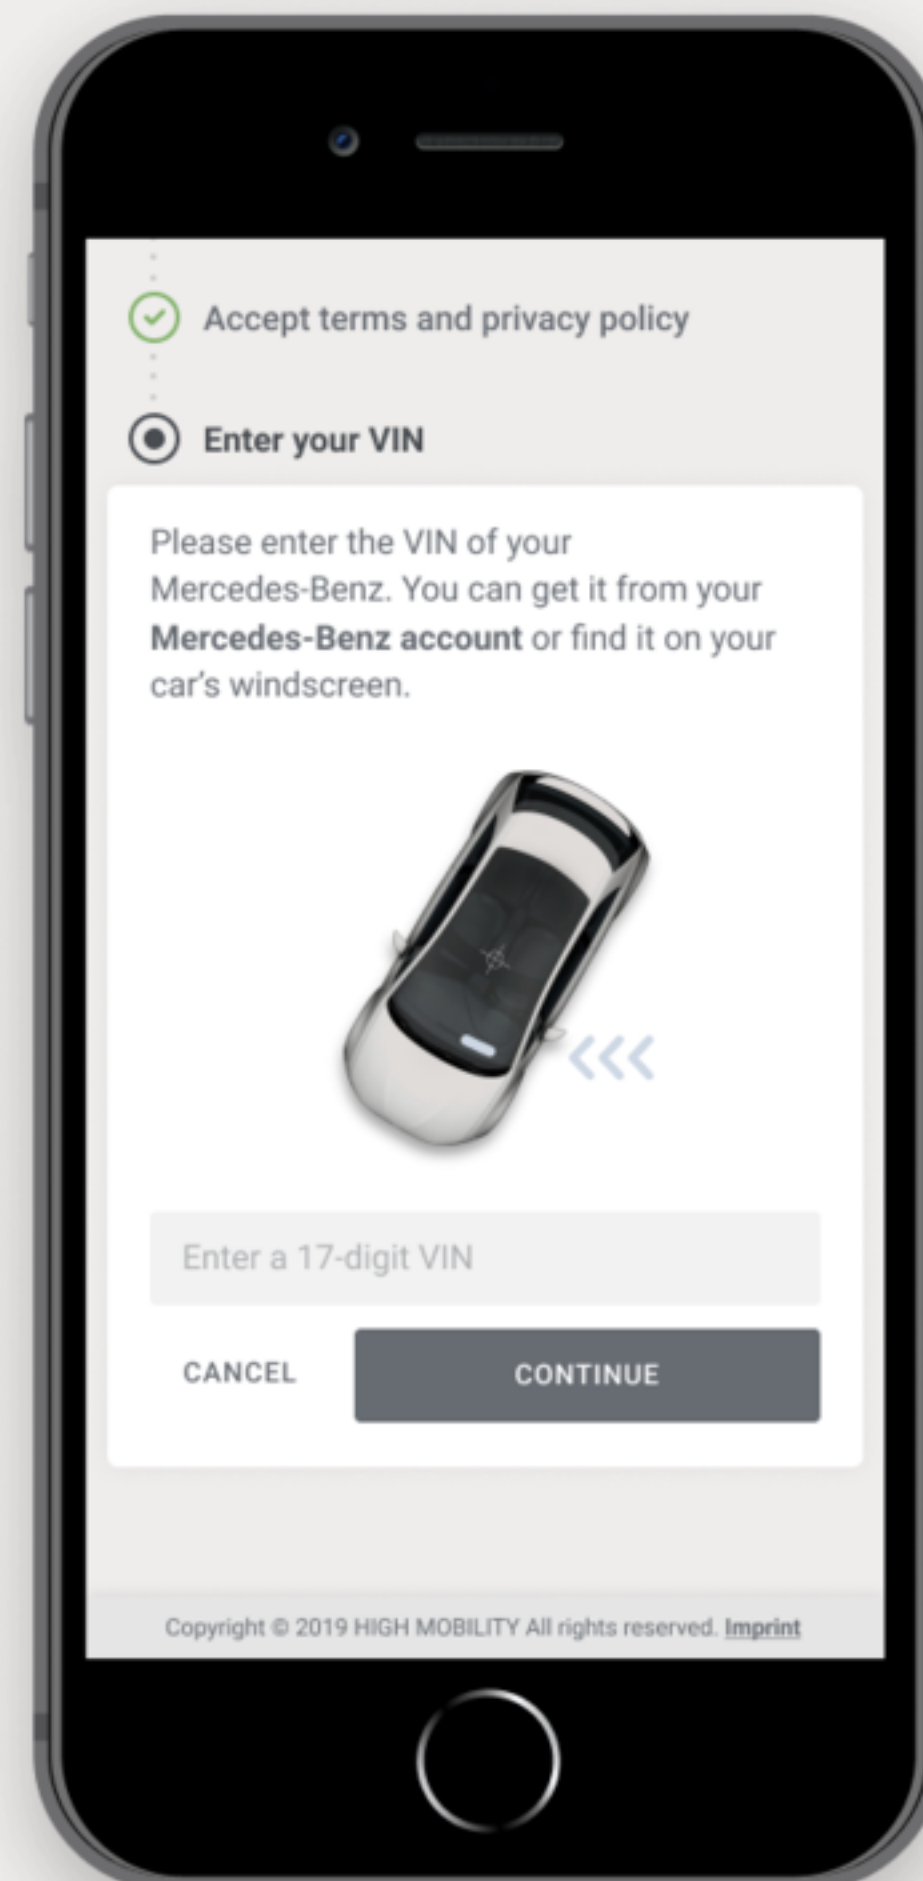 Accept terms and privacy policy
Enter your VIN
Please enter the VIN of your
Mercedes-Benz. You can get it from your
Mercedes-Benz account or find it on your
car's windscreen.
Enter a 17-digit VIN
CANCEL
CONTINUE
Copyright © 2019 HIGH MOBILITY All rights reserved. Imprint